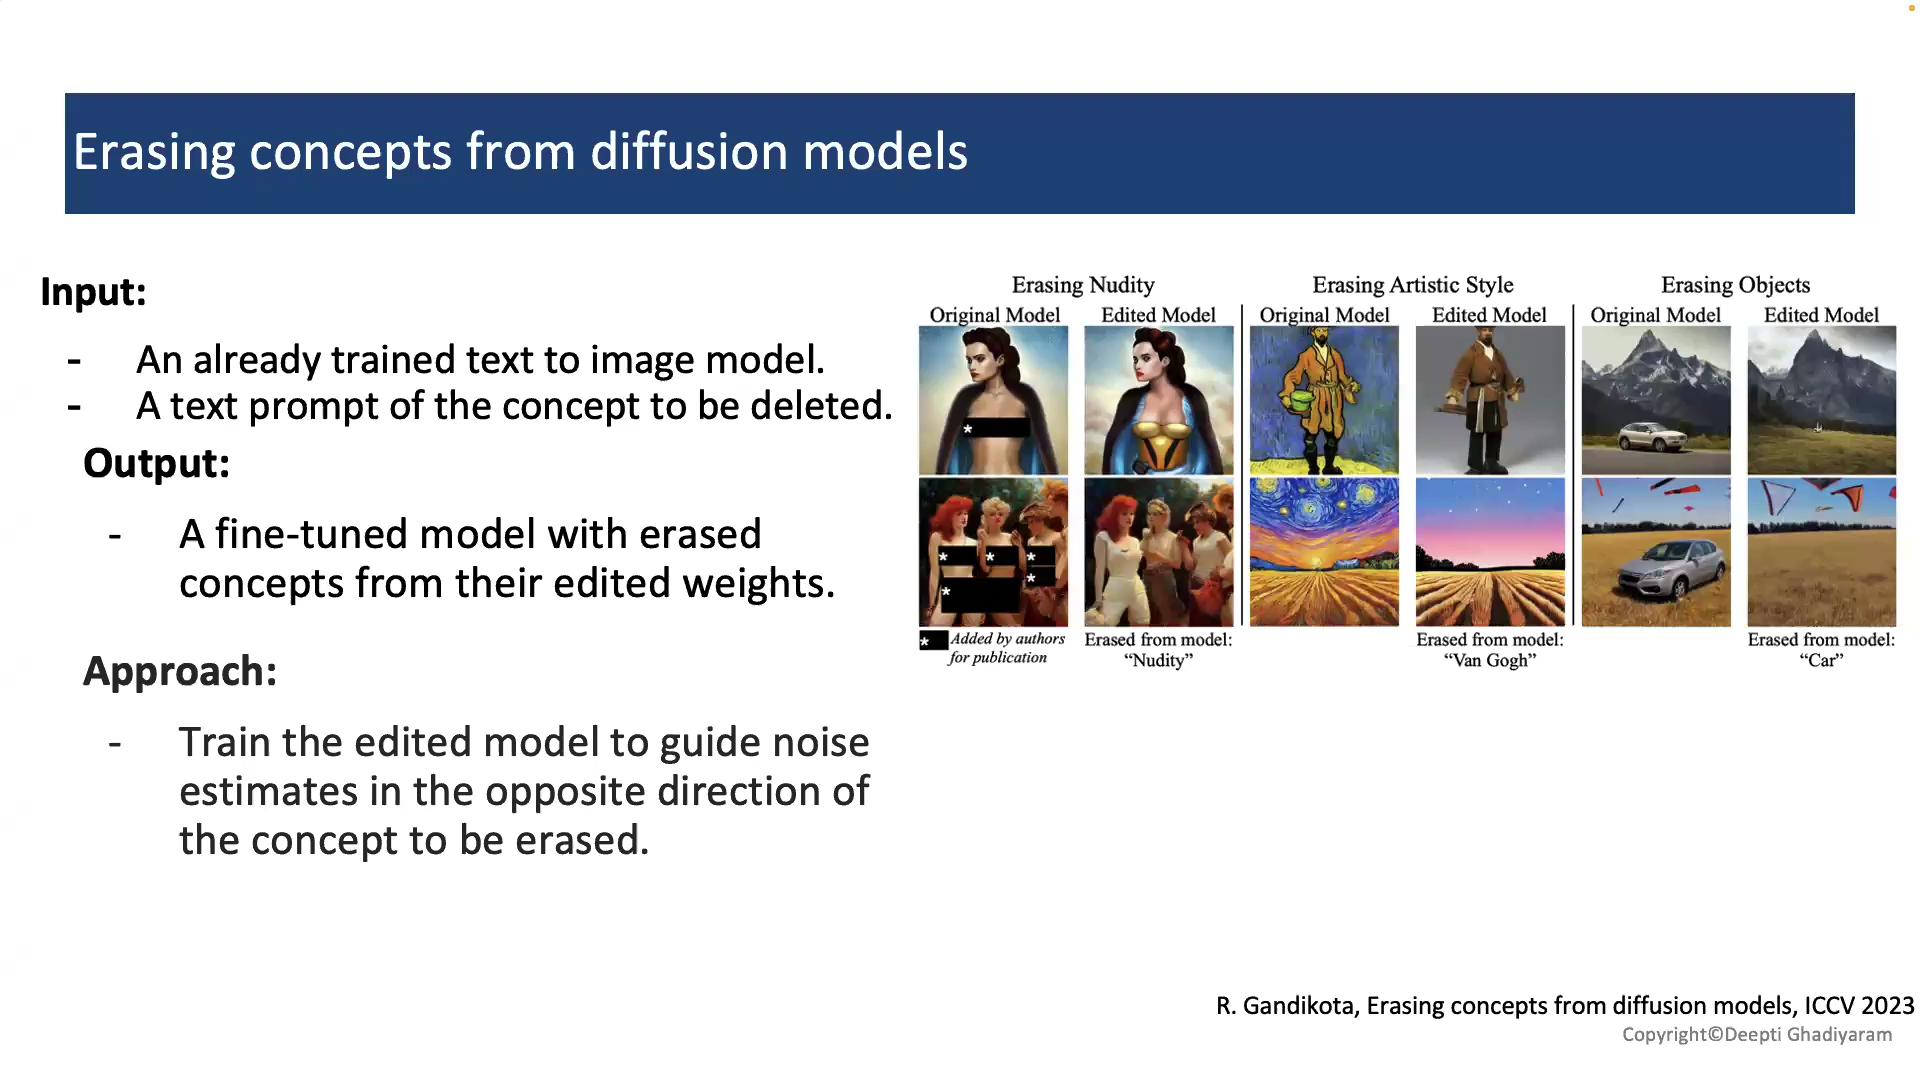 Erasing concepts from diffusion models
Input:
- An already trained text to image model.
- A text prompt of the concept to be deleted.
Output:
- A fine-tuned model with erased
concepts from their edited weights.
Approach:
- Train the edited model to guide noise
estimates in the opposite direction of
the concept to be erased.
Erasing Nudity
Original Model
Edited Model
* Added by authors
for publication
Erased from model:
“Nudity”
Erasing Artistic Style
Original Model
Edited Model
Erased from model:
“Van Gogh”
Erasing Objects
Original Model
Edited Model
Erased from model:
“Car”
R. Gandikota, Erasing concepts from diffusion models, ICCV 2023
Copyright©Deepti Ghadiyaram